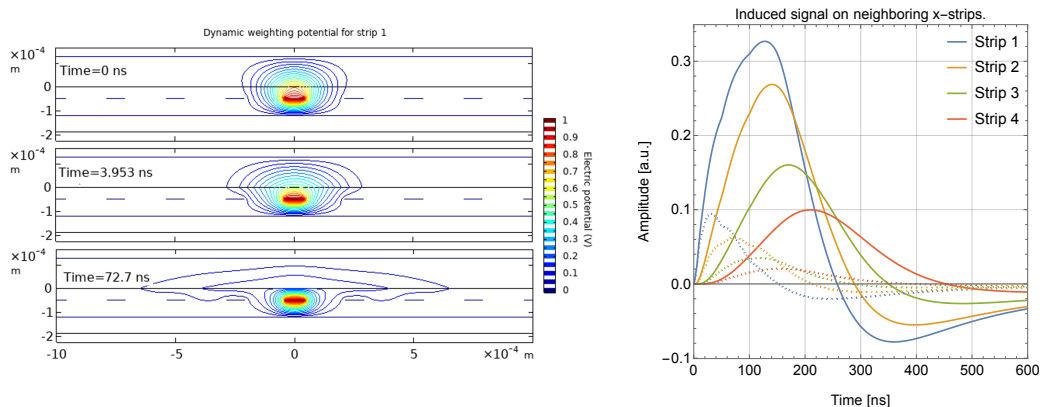 Dynamic weighting potential for strip 1
×10⁻⁴
m
Time=0 ns
0
-1
-2
×10⁻⁴
m
Time=3.953 ns
0
-1
-2
×10⁻⁴
m
Time=72.7 ns
0
-1
-2
-10
-5
0
5
×10⁻⁴ m
1
0.9
0.8
0.7
0.6
0.5
0.4
0.3
0.2
0.1
0
Electric potential (V)
Induced signal on neighboring x-strips.
Strip 1
Strip 2
Strip 3
Strip 4
0.3
0.2
0.1
0.0
-0.1
Amplitude [a.u.]
0 100 200 300 400 500 600
Time [ns]